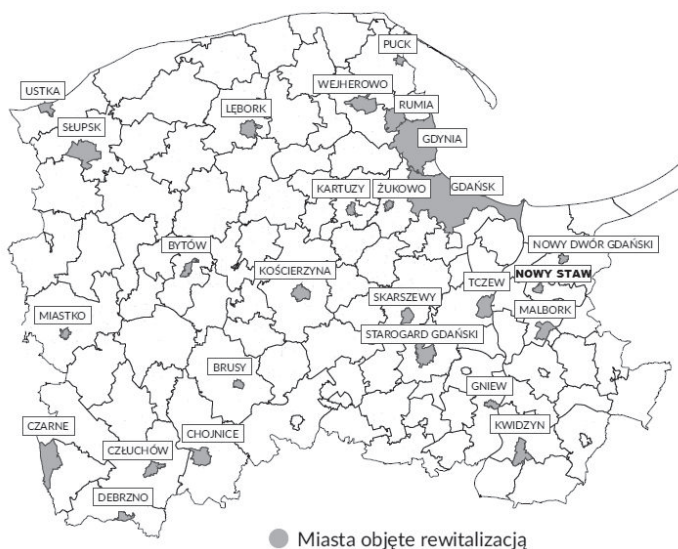 PUCK
USTKA
WEJHEROWO
LĘBORK
RUMIA
SŁUPSK
GDYNIA
KARTUZY
ŻUKOWO
GDAŃSK
NOWY DWÓR GDAŃSKI
BYTÓW
KOŚCIERZYNA
TCZEW
NOWY STAW
SKARSZEWY
MALBORK
MIASTKO
STAROGARD GDAŃSKI
BRUSY
GNIEW
CZARNE
CHOJNICE
KWIDZYN
CZŁUCHÓW
DEBRZNO
Miasta objęte rewitalizacją